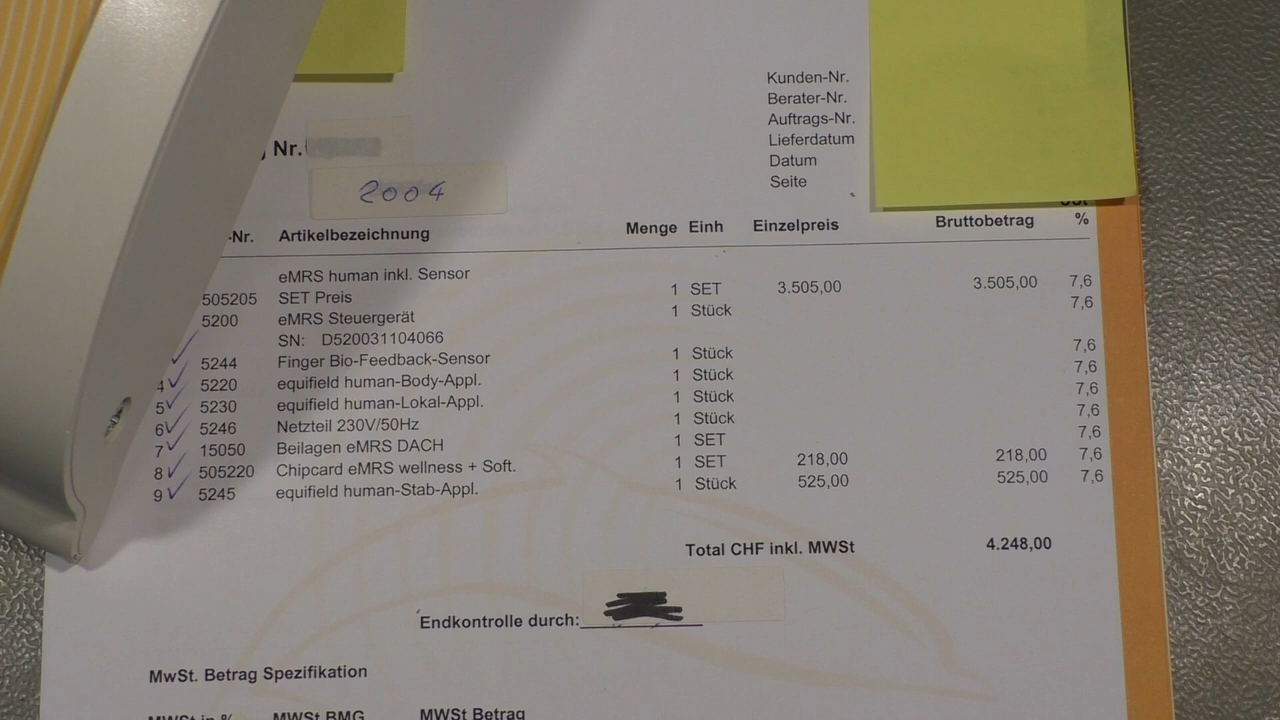 Kunden-Nr.
Berater-Nr.
Auftrags-Nr.
Lieferdatum
Datum
Seite
Nr.
2004
-Nr. Artikelbezeichnung Menge Einh Einzelpreis Bruttobetrag %
eMRS human inkl. Sensor
505205 SET Preis 1 SET 3.505,00 3.505,00 7,6
5200 eMRS Steuergerät 1 Stück 7,6
SN: D520031104066
5244 Finger Bio-Feedback-Sensor 1 Stück 7,6
4 5220 equifield human-Body-Appl. 1 Stück 7,6
5 5230 equifield human-Lokal-Appl. 1 Stück 7,6
6 5246 Netzteil 230V/50Hz 1 Stück 7,6
7 15050 Beilagen eMRS DACH 1 SET 7,6
8 505220 Chipcard eMRS wellness + Soft. 1 SET 218,00 218,00 7,6
9 5245 equifield human-Stab-Appl. 1 Stück 525,00 525,00 7,6
Total CHF inkl. MWSt 4.248,00
Endkontrolle durch:
MwSt. Betrag Spezifikation
MWSt in % MWSt BMG MWSt Betrag